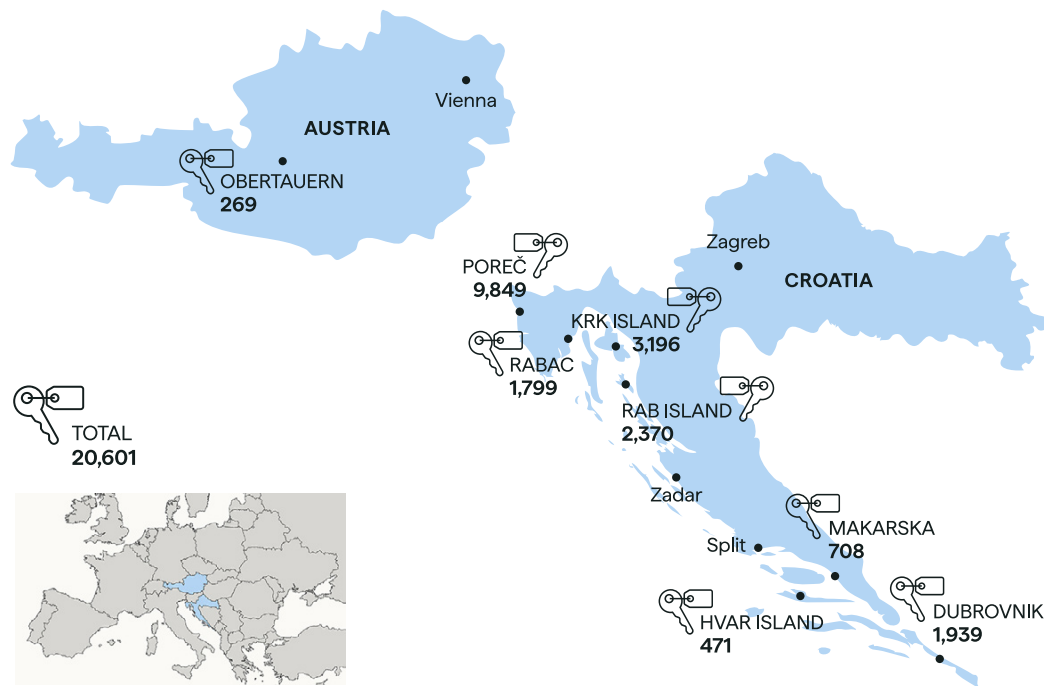 Vienna
AUSTRIA
OBERTAUERN
269
Zagreb
CROATIA
POREČ
9,849
KRK ISLAND
3,196
RABAC
1,799
RAB ISLAND
2,370
TOTAL
20,601
Zadar
MAKARSKA
708
Split
HVAR ISLAND
471
DUBROVNIK
1,939